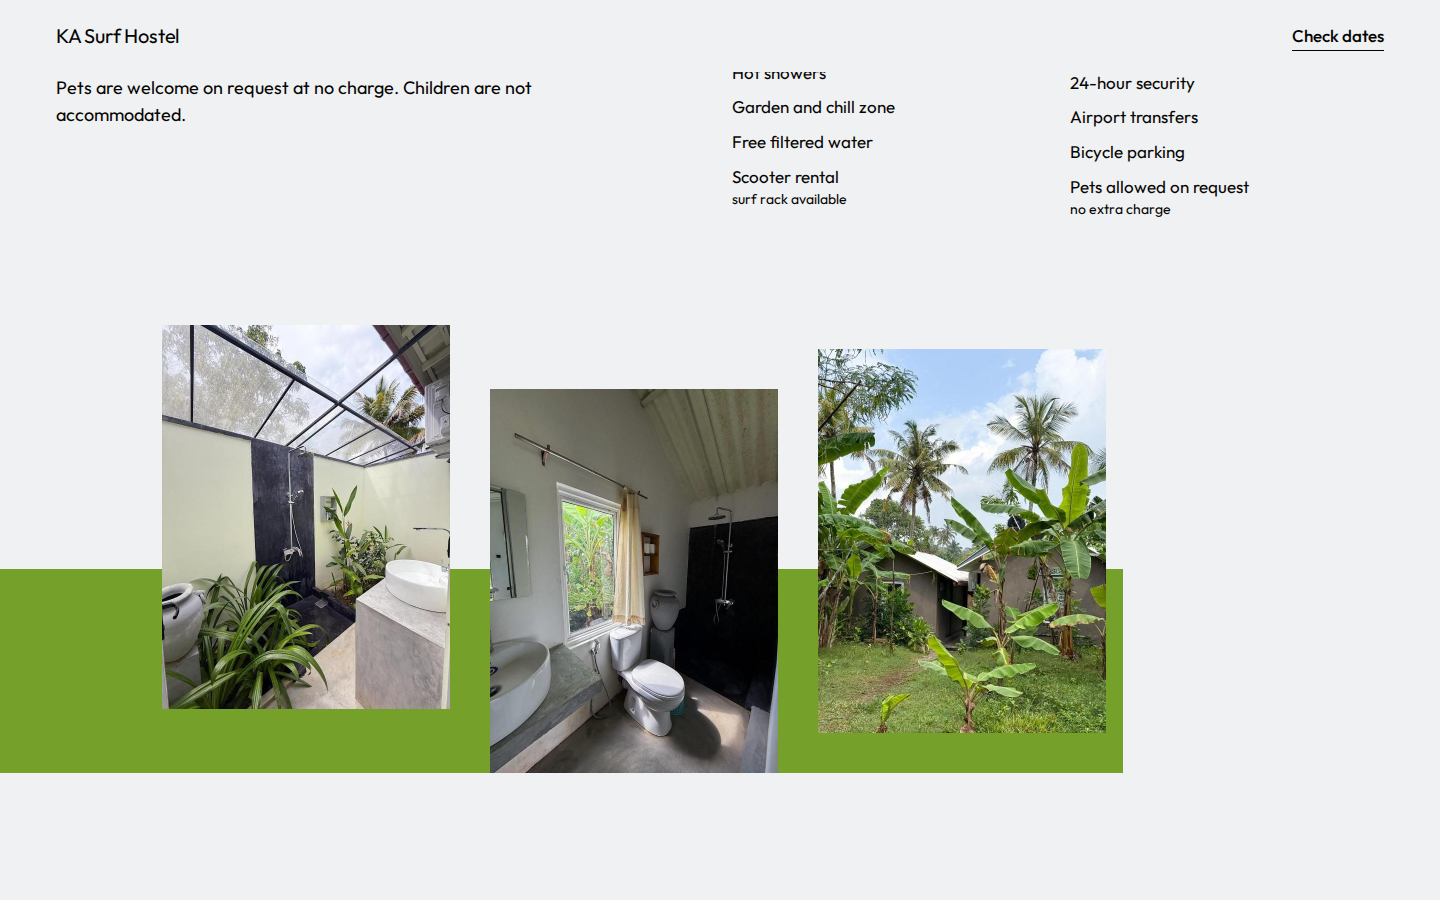 KA Surf Hostel
Check dates
Pets are welcome on request at no charge. Children are not
accommodated.
Hot showers
Garden and chill zone
Free filtered water
Scooter rental
surf rack available
24-hour security
Airport transfers
Bicycle parking
Pets allowed on request
no extra charge